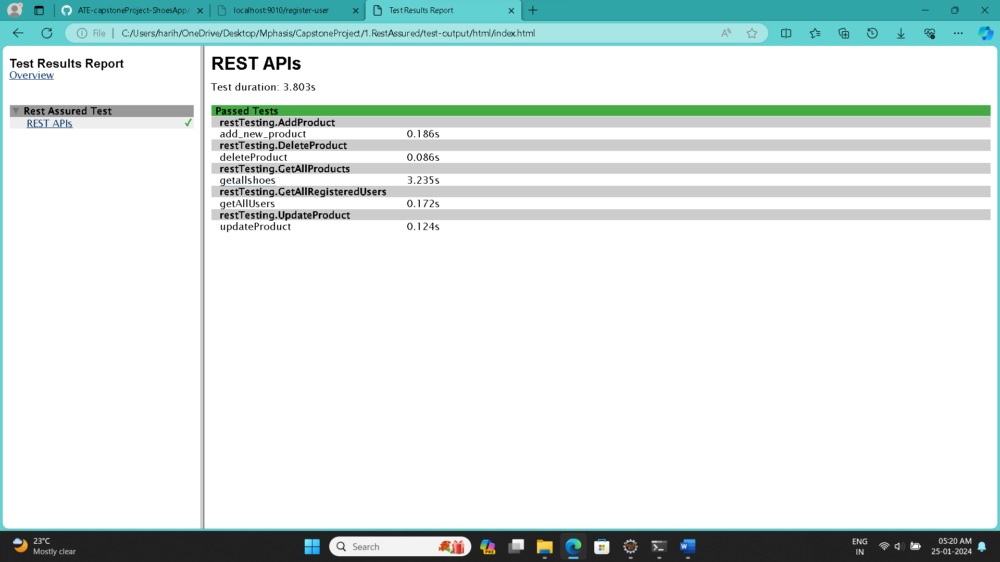 ATE-capstoneProject-ShoesApp/
localhost:9010/register-user
Test Results Report
File
C:/Users/harih/OneDrive/Desktop/Mphasis/CapstoneProject/1.RestAssured/test-output/html/index.html
Test Results Report
Overview
Rest Assured Test
REST APIs
REST APIs
Test duration: 3.803s
Passed Tests
restTesting.AddProduct
add_new_product 0.186s
restTesting.DeleteProduct
deleteProduct 0.086s
restTesting.GetAllProducts
getallshoes 3.235s
restTesting.GetAllRegisteredUsers
getAllUsers 0.172s
restTesting.UpdateProduct
updateProduct 0.124s
23°C
Mostly clear
Search
PRE
ENG
IN
05:20 AM
25-01-2024